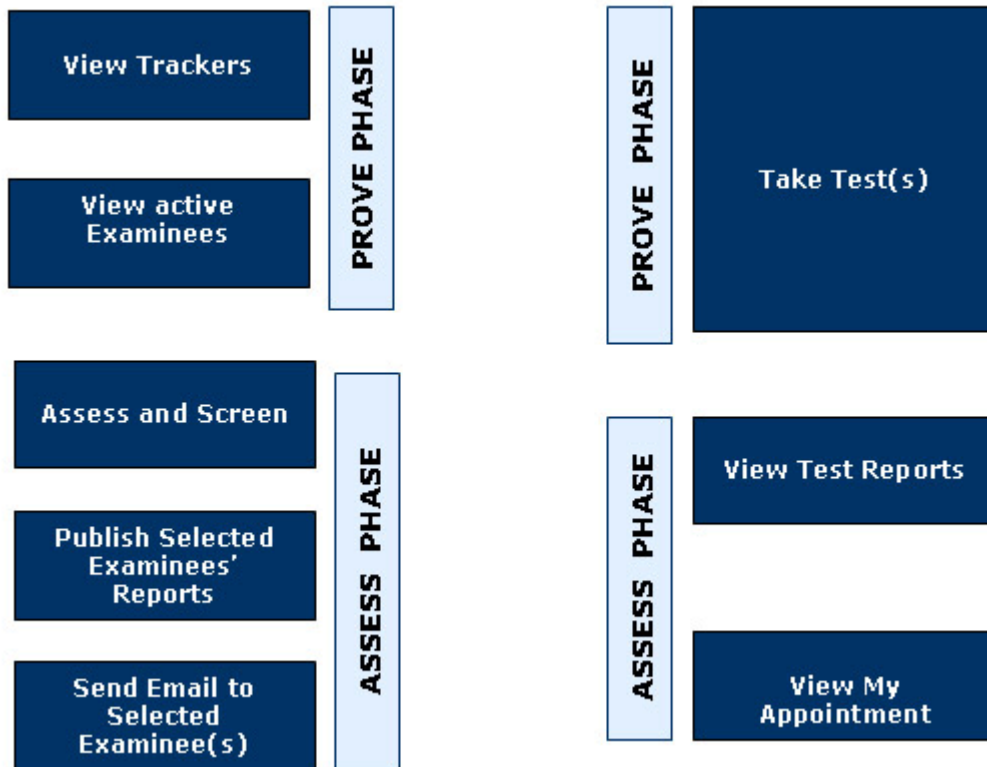 View Trackers
View active
Examinees
PROVE PHASE
Assess and Screen
Publish Selected
Examinees’
Reports
Send Email to
Selected
Examinee(s)
ASSESS PHASE
PROVE PHASE
Take Test(s)
ASSESS PHASE
View Test Reports
View My
Appointment